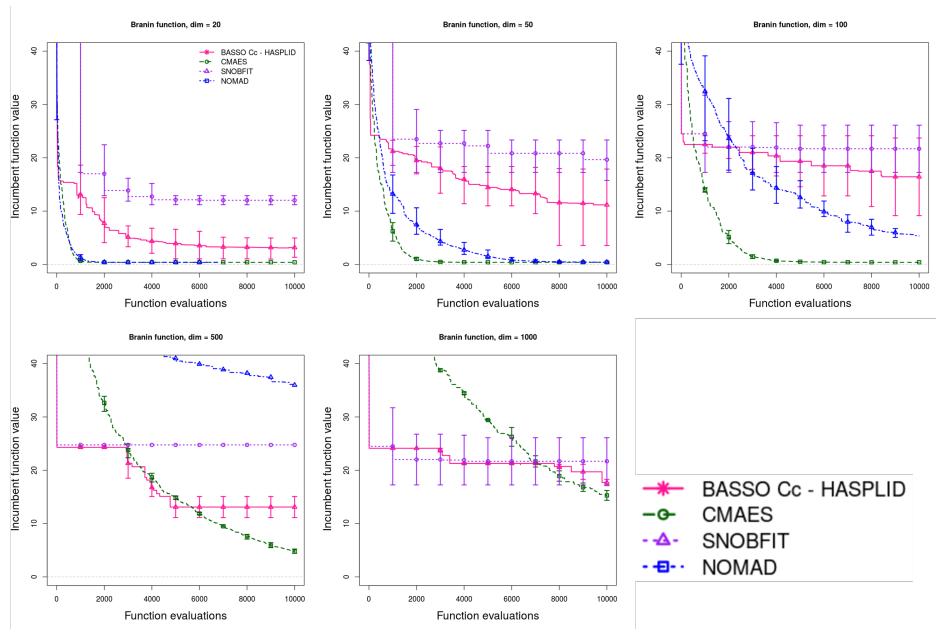 Branin function, dim = 20
Incumbent function value
40
30
20
10
0
0 2000 4000 6000 8000 10000
Function evaluations
BASSO Cc - HASPLID
CMAES
SNOBFIT
NOMAD
Branin function, dim = 50
Incumbent function value
40
30
20
10
0
0 2000 4000 6000 8000 10000
Function evaluations
Branin function, dim = 100
Incumbent function value
40
30
20
10
0
0 2000 4000 6000 8000 10000
Function evaluations
Branin function, dim = 500
Incumbent function value
40
30
20
10
0
0 2000 4000 6000 8000 10000
Function evaluations
Branin function, dim = 1000
Incumbent function value
40
30
20
10
0
0 2000 4000 6000 8000 10000
Function evaluations
BASSO Cc - HASPLID
CMAES
SNOBFIT
NOMAD